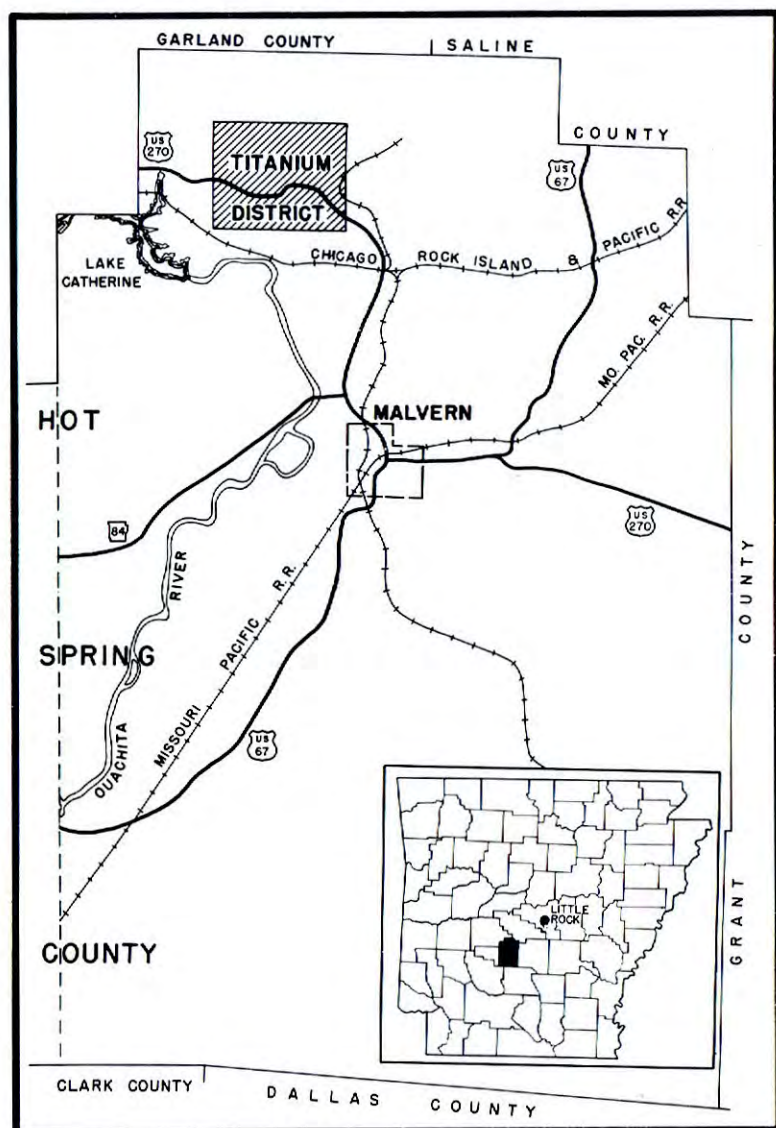 GARLAND COUNTY
SALINE
COUNTY
US 270
TITANIUM
DISTRICT
US 67
LAKE
CATHERINE
CHICAGO ROCK ISLAND & PACIFIC R.R.
MO. PAC. R.R.
HOT
MALVERN
84
US 270
RIVER
COUNTY
SPRING
MISSOURI PACIFIC R.R.
OUACHITA
US 67
LITTLE
ROCK
GRANT
COUNTY
CLARK COUNTY
DALLAS COUNTY